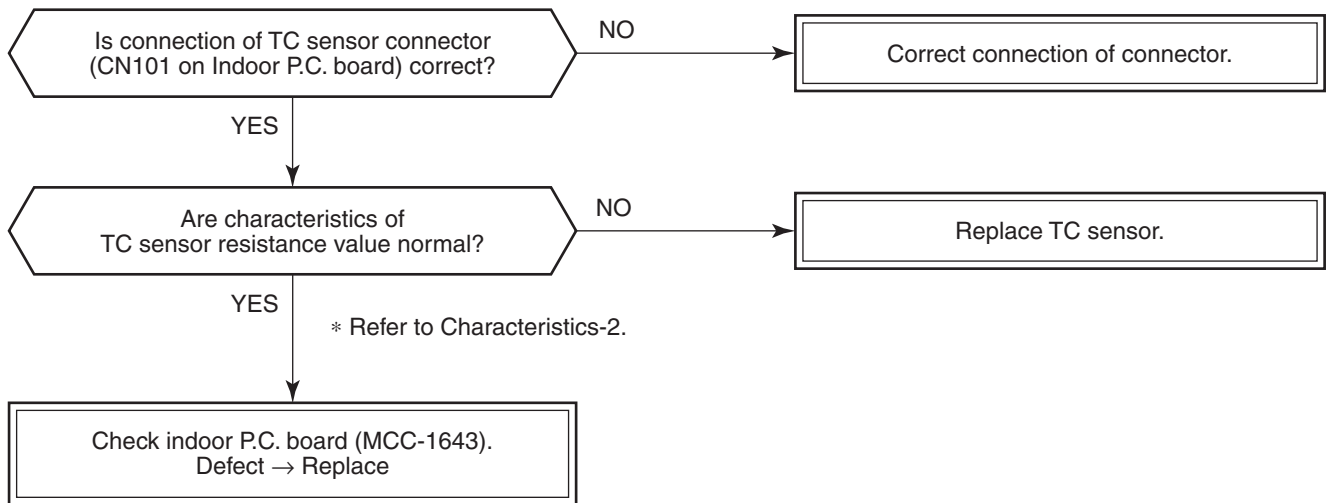 Is connection of TC sensor connector
(CN101 on Indoor P.C. board) correct?
NO
Correct connection of connector.
YES
Are characteristics of
TC sensor resistance value normal?
NO
Replace TC sensor.
YES
* Refer to Characteristics-2.
Check indoor P.C. board (MCC-1643).
Defect → Replace